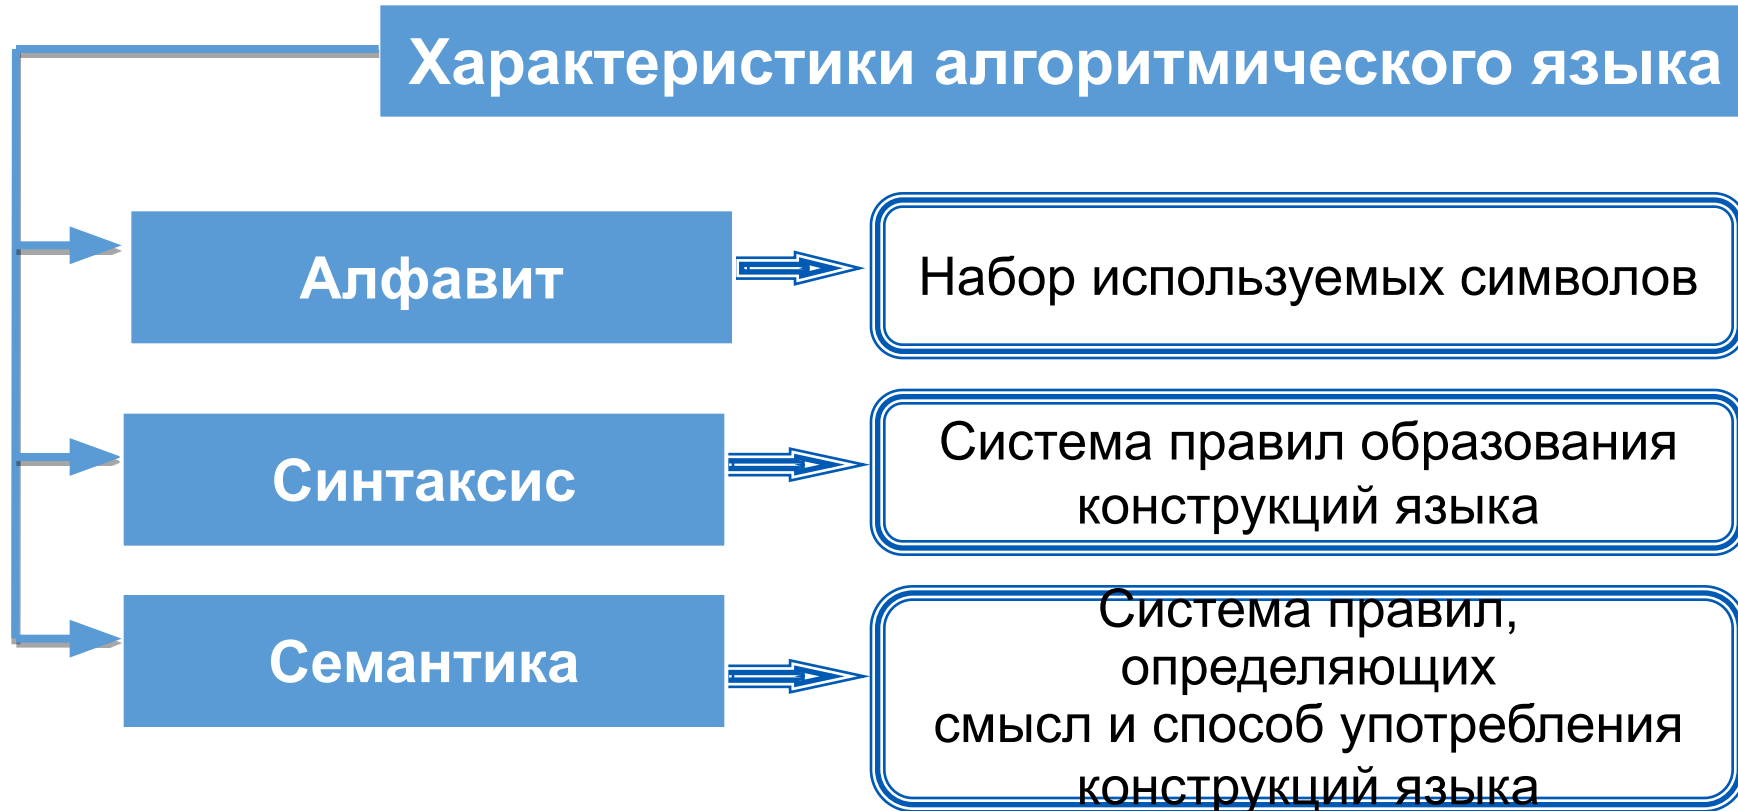 Характеристики алгоритмического языка
Алфавит
Набор используемых символов
Синтаксис
Система правил образования
конструкций языка
Семантика
Система правил,
определяющих
смысл и способ употребления
конструкций языка